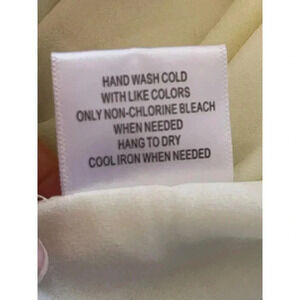 HAND WASH COLD
WITH LIKE COLORS
ONLY NON-CHLORINE BLEACH
WHEN NEEDED
HANG TO DRY
COOL IRON WHEN NEEDED